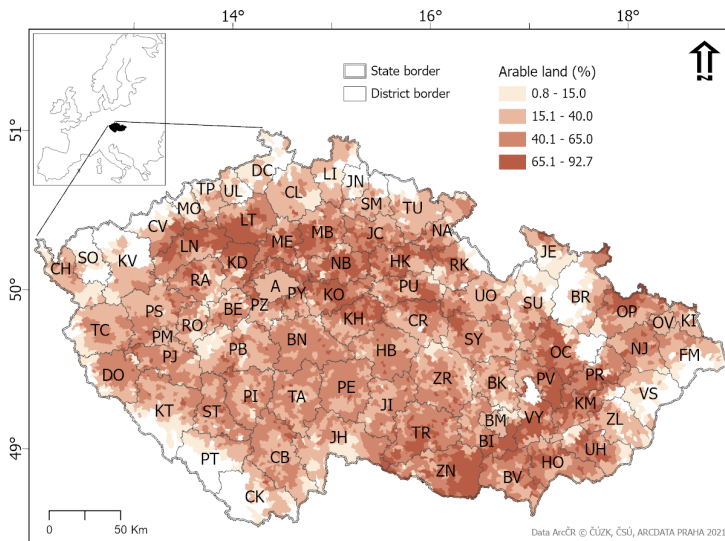 14° 16° 18°
State border
District border
Arable land (%)
0.8 - 15.0
15.1 - 40.0
40.1 - 65.0
65.1 - 92.7
51°
50°
49°
DC
LI
JN
TP
UL
CL
MO
SM
TU
CV
LT
NA
LN
ME
MB
JC
JE
SO
KV
KD
NB
HK
RK
CH
RA
A
PY
KO
PU
UO
SU
BR
PS
BE
PZ
OP
OV
KI
TC
RO
KH
CR
PM
BN
SY
PJ
PB
HB
OC
NJ
FM
DO
ZR
BK
PV
PR
VS
KT
ST
PI
TA
PE
JI
KM
BM
VY
ZL
JH
TR
BI
UH
PT
CB
ZN
BV
HO
CK
0 50 Km
Data ArcČR © ČÚZK, ČSÚ, ARCDATA PRAHA 2021